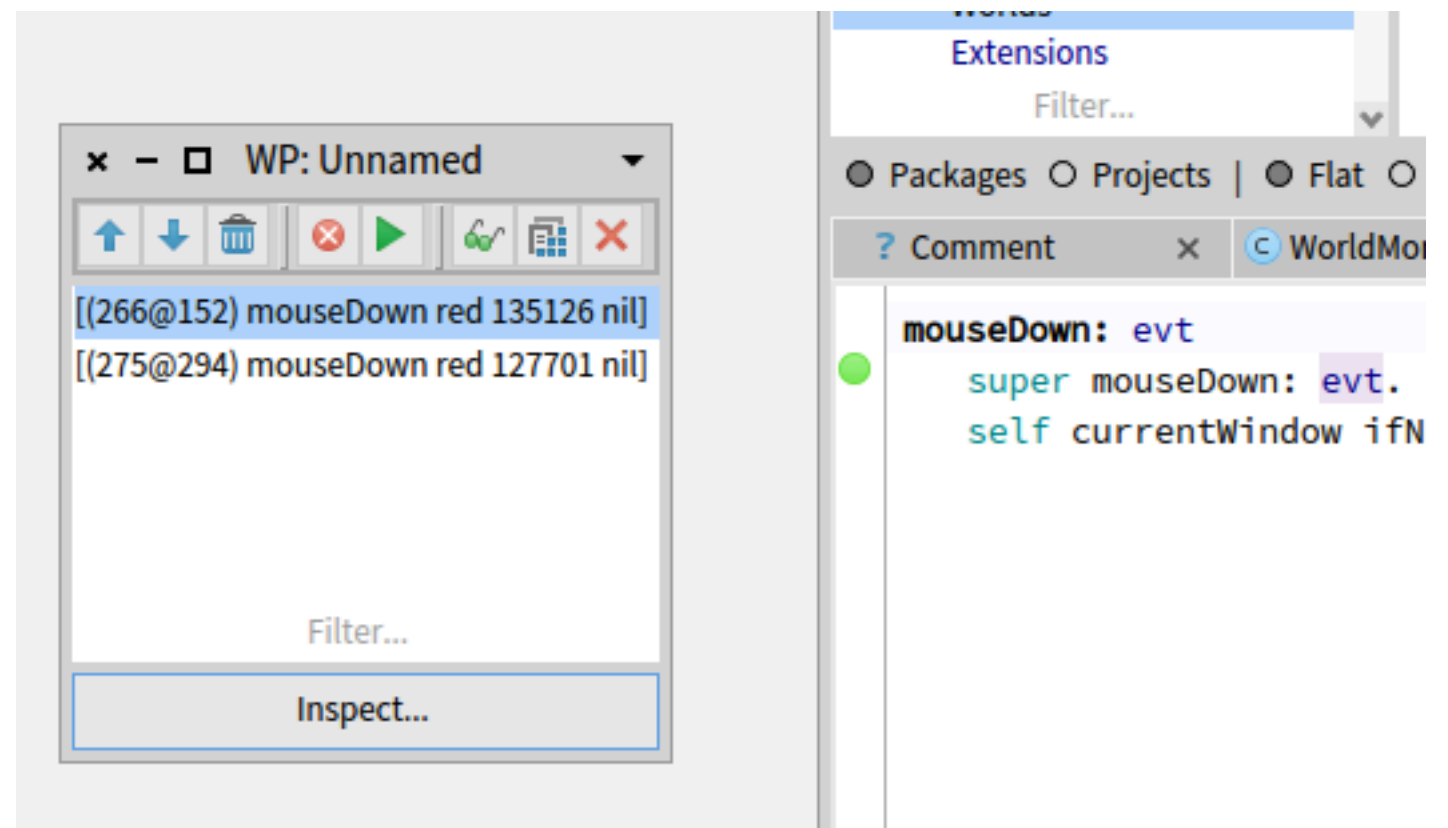 WP: Unnamed
[(266@152) mouseDown red 135126 nil]
[(275@294) mouseDown red 127701 nil]
Filter...
Inspect...
Worlds
Extensions
Filter...
Packages Projects | Flat
? Comment × C WorldMor
mouseDown: evt
super mouseDown: evt.
self currentWindow ifN